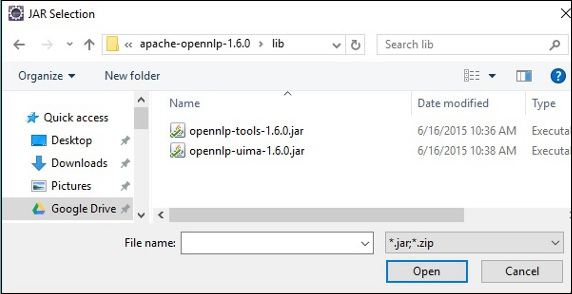 JAR Selection
« apache-opennlp-1.6.0 › lib
Search lib
Organize
New folder
?
Name
Date modified
Type
Quick access
Desktop
Downloads
Pictures
Google Drive
opennlp-tools-1.6.0.jar 6/16/2015 10:36 AM Executa
opennlp-uima-1.6.0.jar 6/16/2015 10:38 AM Executa
File name:
*.jar;*.zip
Open
Cancel